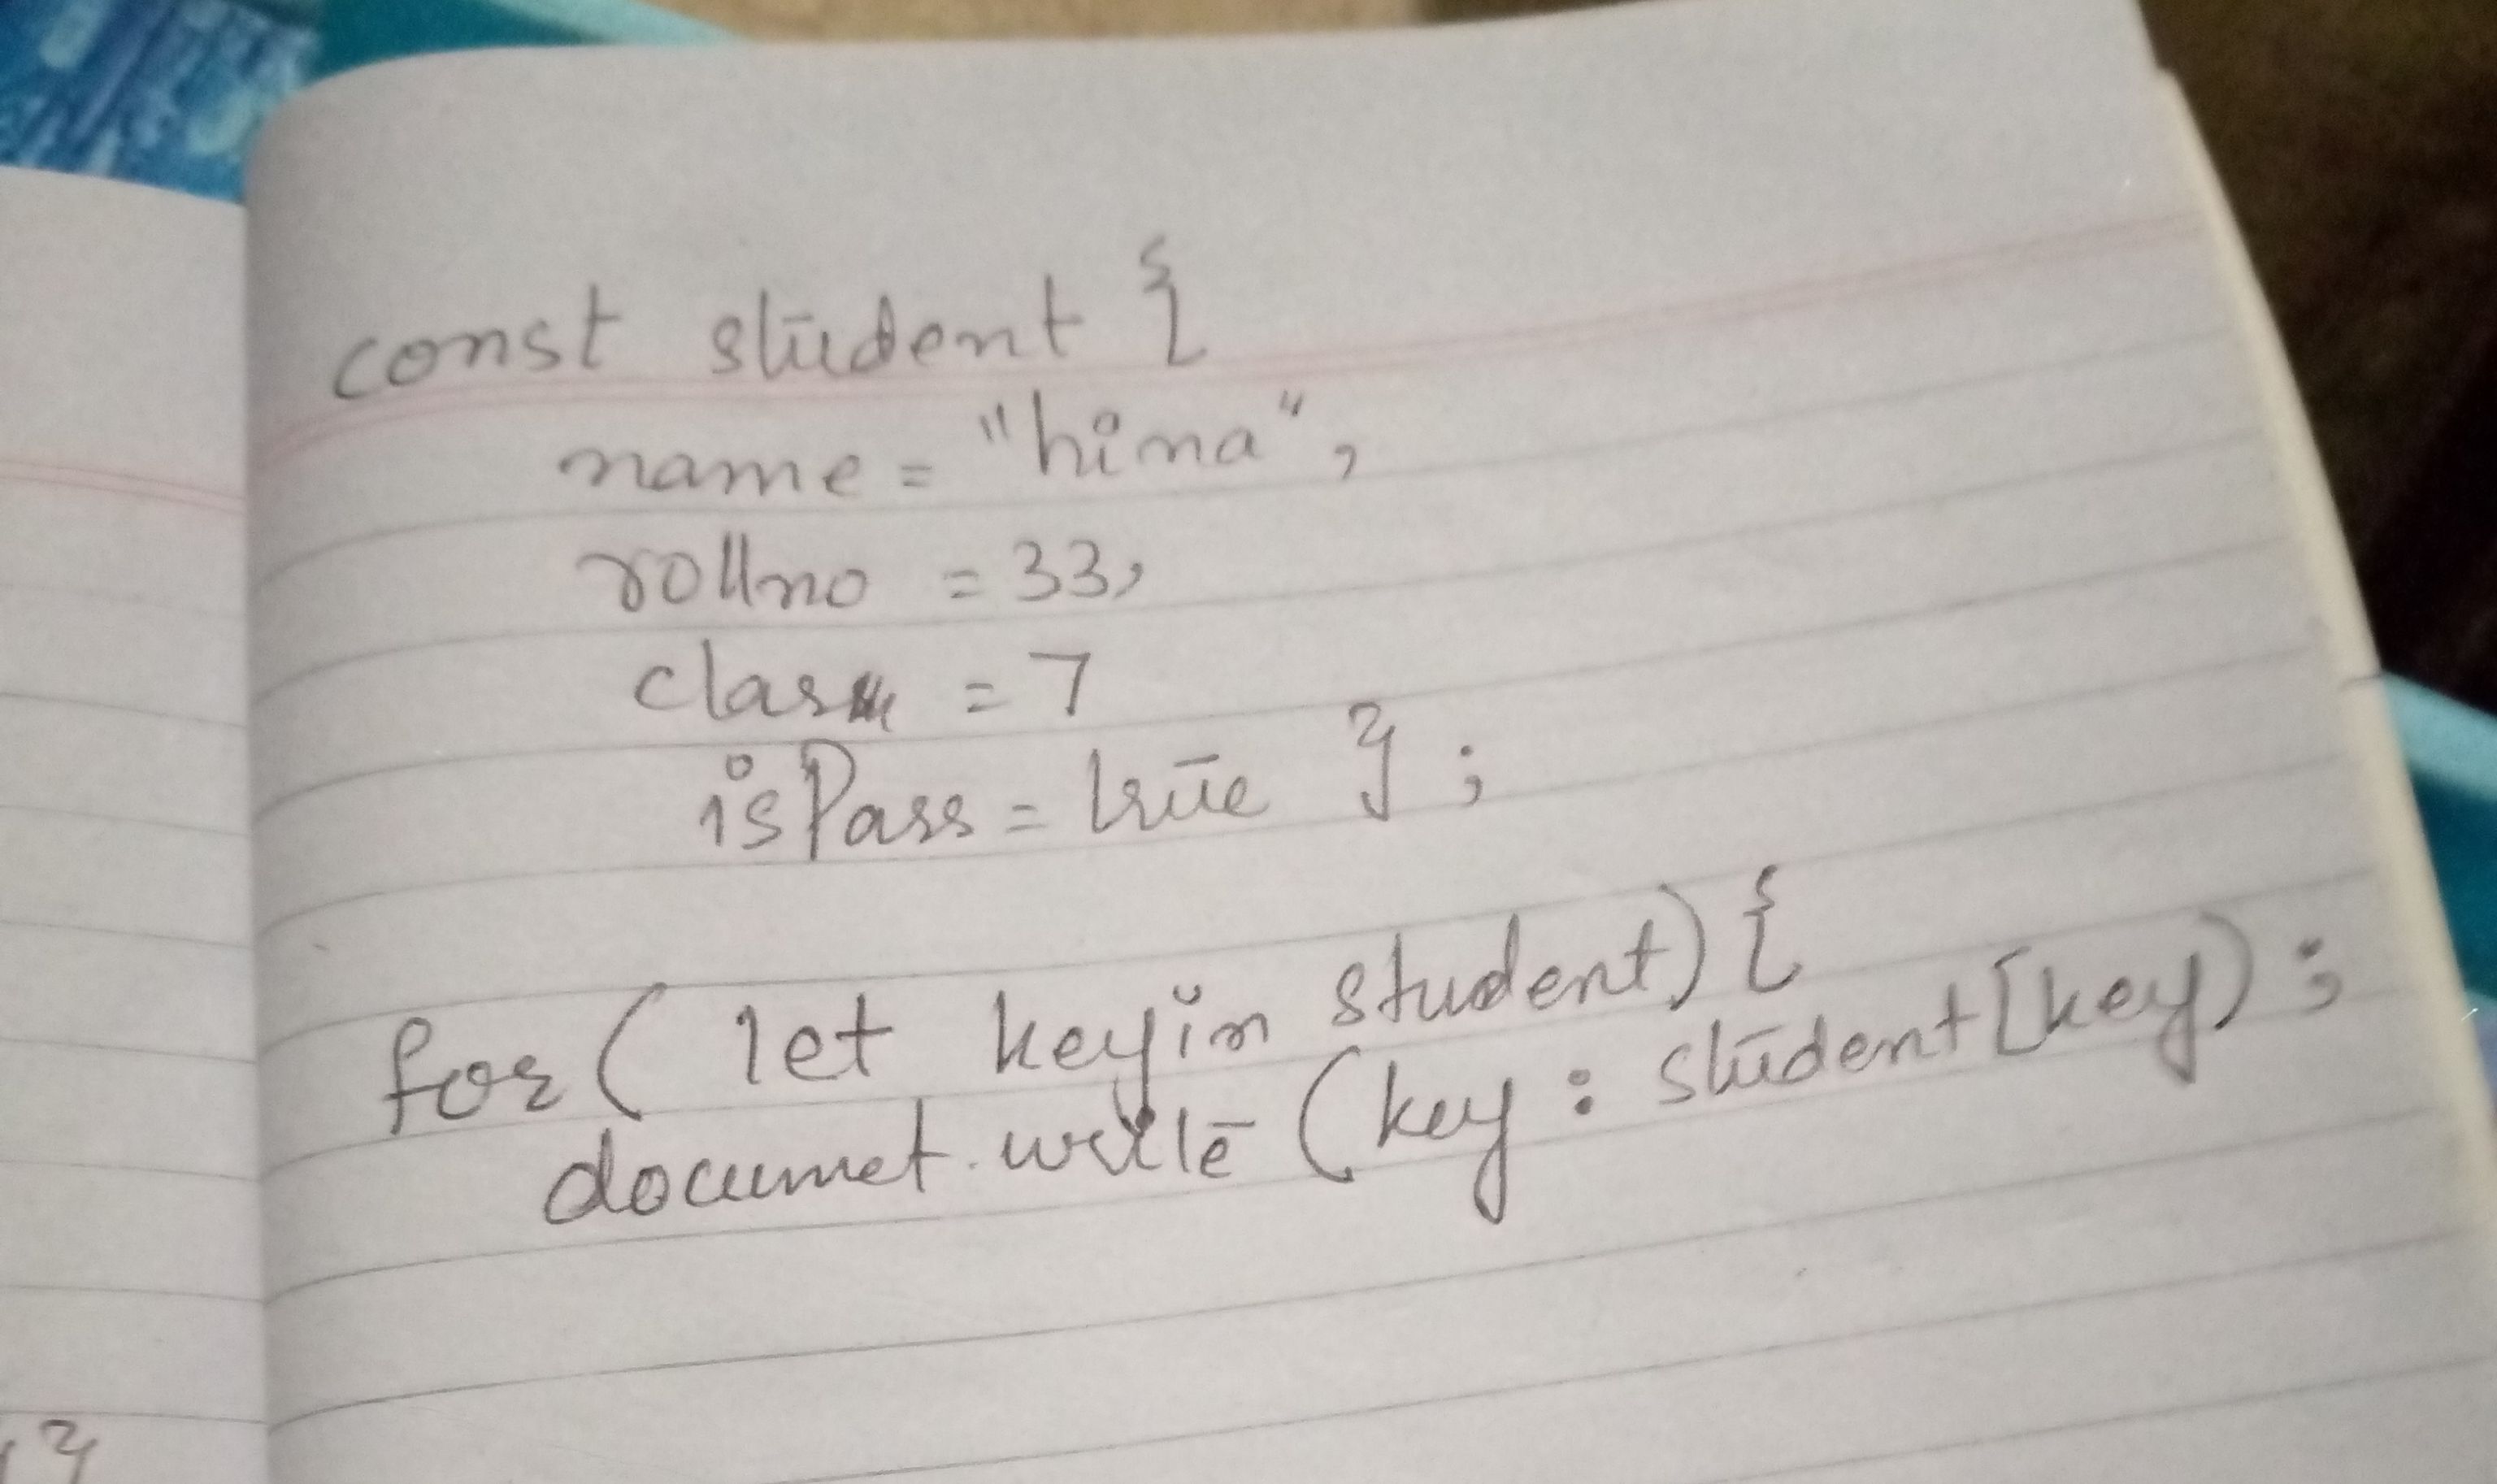 const student {
name = "hima",
rollno = 33,
class = 7
isPass = true } ;
for ( let key in student) {
documet.write (key : student[key) ;
}